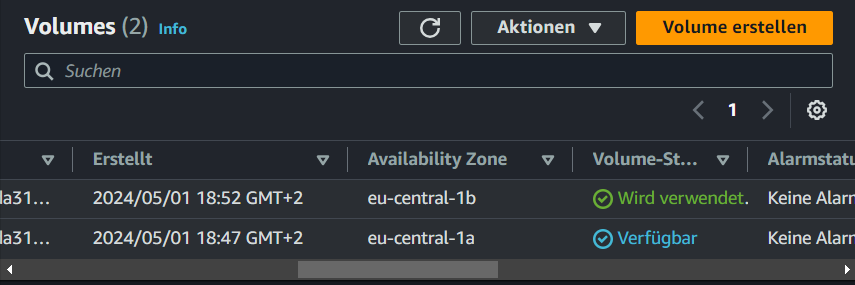 Volumes (2) Info Aktionen Volume erstellen
Suchen
1
Erstellt Availability Zone Volume-St... Alarmstatu
da31... 2024/05/01 18:52 GMT+2 eu-central-1b Wird verwendet. Keine Alarm
da31... 2024/05/01 18:47 GMT+2 eu-central-1a Verfügbar Keine Alarm